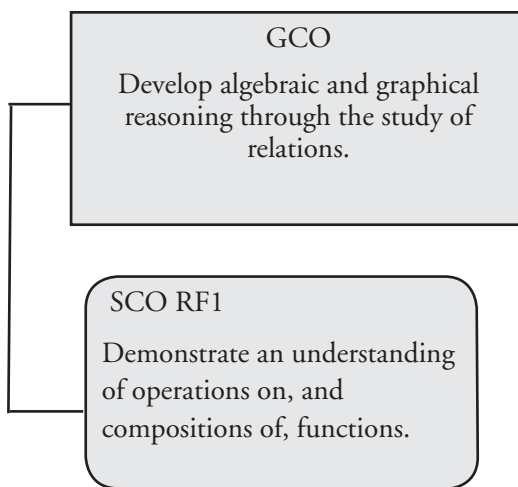 GCO
Develop algebraic and graphical
reasoning through the study of
relations.
SCO RF1
Demonstrate an understanding
of operations on, and
compositions of, functions.